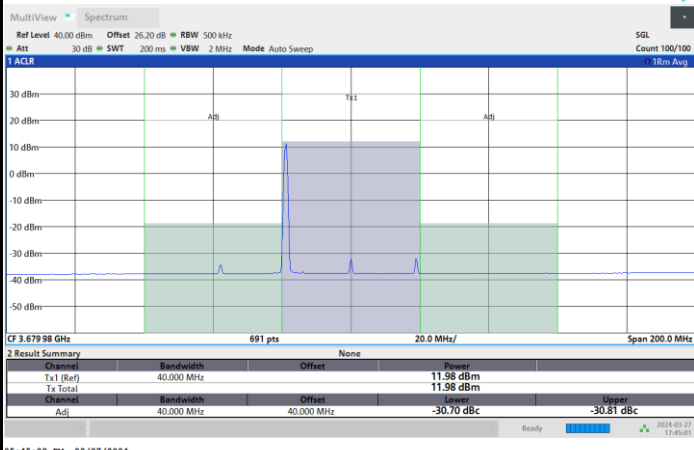 MultiView Spectrum
Ref Level 40.00 dBm Offset 26.20 dB RBW 500 kHz SGL
Att 30 dB SWT 200 ms VBW 2 MHz Mode Auto Sweep Count 100/100
1 ACLR 1Rm Avg
Tx1
30 dBm
Adj Adj
20 dBm
10 dBm
0 dBm
-10 dBm
-20 dBm
-30 dBm
-40 dBm
-50 dBm
CF 3.67998 GHz 691 pts 20.0 MHz/ Span 200.0 MHz
2 Result Summary None
Channel Bandwidth Offset Power
Tx1 (Ref) 40.000 MHz 11.98 dBm
Tx Total 11.98 dBm
Channel Bandwidth Offset Lower Upper
Adj 40.000 MHz 40.000 MHz -30.70 dBc -30.81 dBc
Ready 2024-03-27
17:45:01